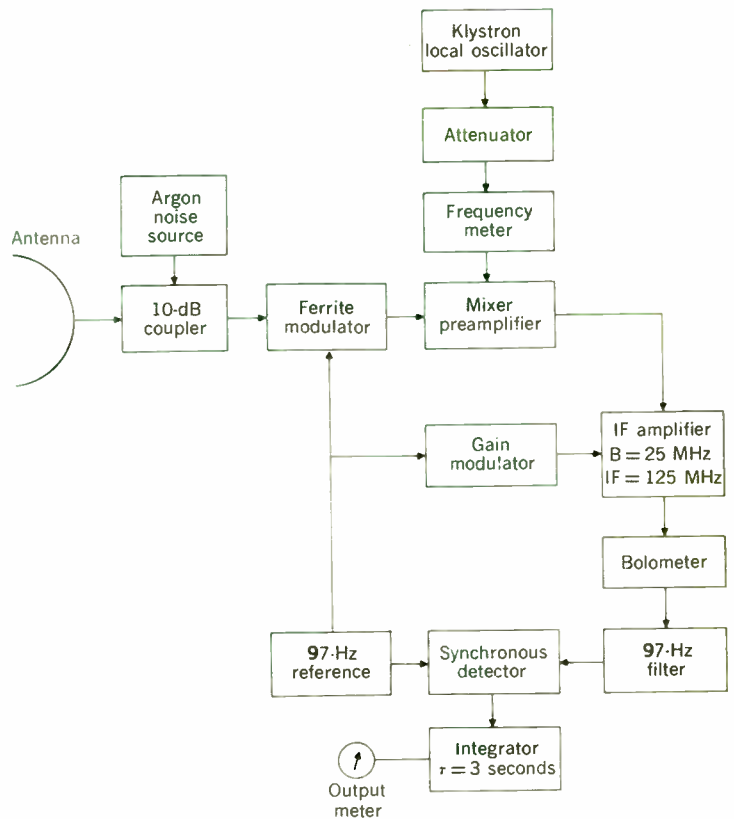 Klystron
local oscillator
Attenuator
Argon
noise
source
Frequency
meter
Antenna
10-dB
coupler
Ferrite
modulator
Mixer
preamplifier
Gain
modulator
IF amplifier
B = 25 MHz
IF = 125 MHz
Bolometer
97-Hz
reference
Synchronous
detector
97-Hz
filter
Integrator
τ = 3 seconds
Output
meter